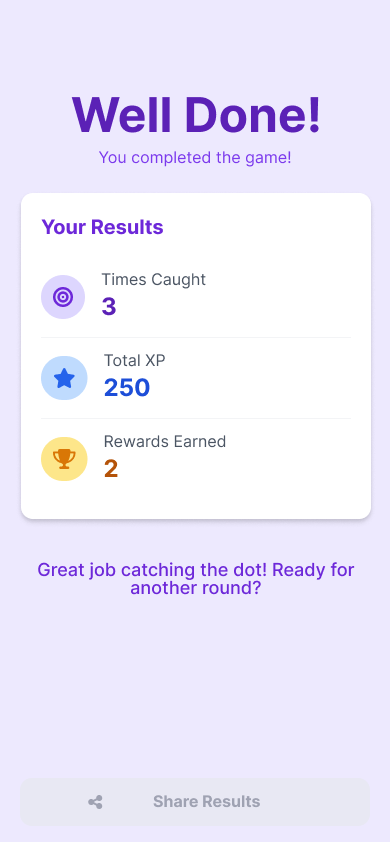 Well Done!
You completed the game!
Your Results
Times Caught
3
Total XP
250
Rewards Earned
2
Great job catching the dot! Ready for
another round?
Share Results